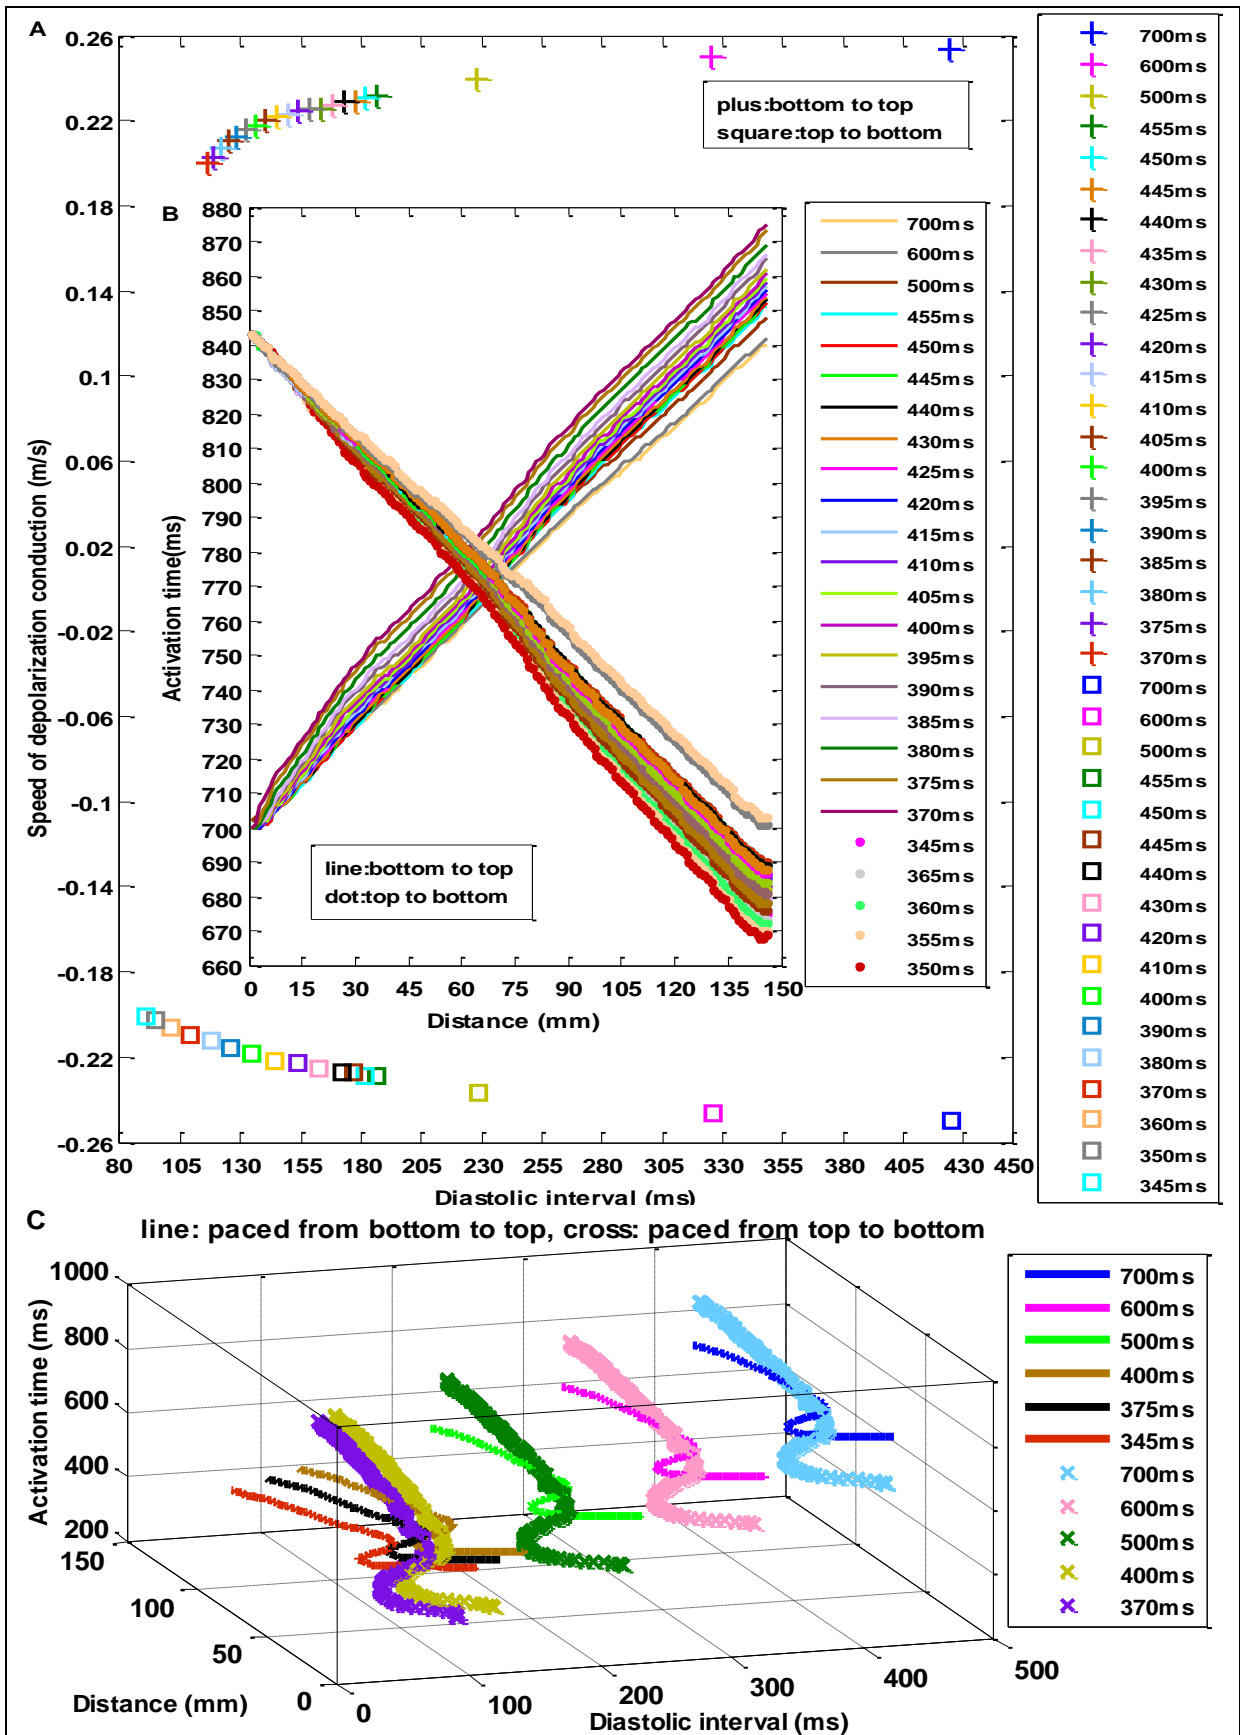 A
0.26
0.22
0.18
0.14
0.1
0.06
0.02
-0.02
-0.06
-0.1
-0.14
-0.18
-0.22
-0.26
Speed of depolarization conduction (m/s)
80 105 130 155 180 205 230 255 280 305 330 355 380 405 430 450
Diastolic interval (ms)
plus:bottom to top
square:top to bottom
700ms
600ms
500ms
455ms
450ms
445ms
440ms
435ms
430ms
425ms
420ms
415ms
410ms
405ms
400ms
395ms
390ms
385ms
380ms
375ms
370ms
700ms
600ms
500ms
455ms
450ms
445ms
440ms
430ms
420ms
410ms
400ms
390ms
380ms
370ms
360ms
350ms
345ms
B
880
870
860
850
840
830
820
810
800
790
780
770
760
750
740
730
720
710
700
690
680
670
660
Activation time(ms)
0 15 30 45 60 75 90 105 120 135 150
Distance (mm)
line:bottom to top
dot:top to bottom
700ms
600ms
500ms
455ms
450ms
445ms
440ms
430ms
425ms
420ms
415ms
410ms
405ms
400ms
395ms
390ms
385ms
380ms
375ms
370ms
345ms
365ms
360ms
355ms
350ms
C
line: paced from bottom to top, cross: paced from top to bottom
1000
800
600
400
200
Activation time (ms)
150
100
50
0
Distance (mm)
0 100 200 300 400 500
Diastolic interval (ms)
700ms
600ms
500ms
400ms
375ms
345ms
700ms
600ms
500ms
400ms
370ms